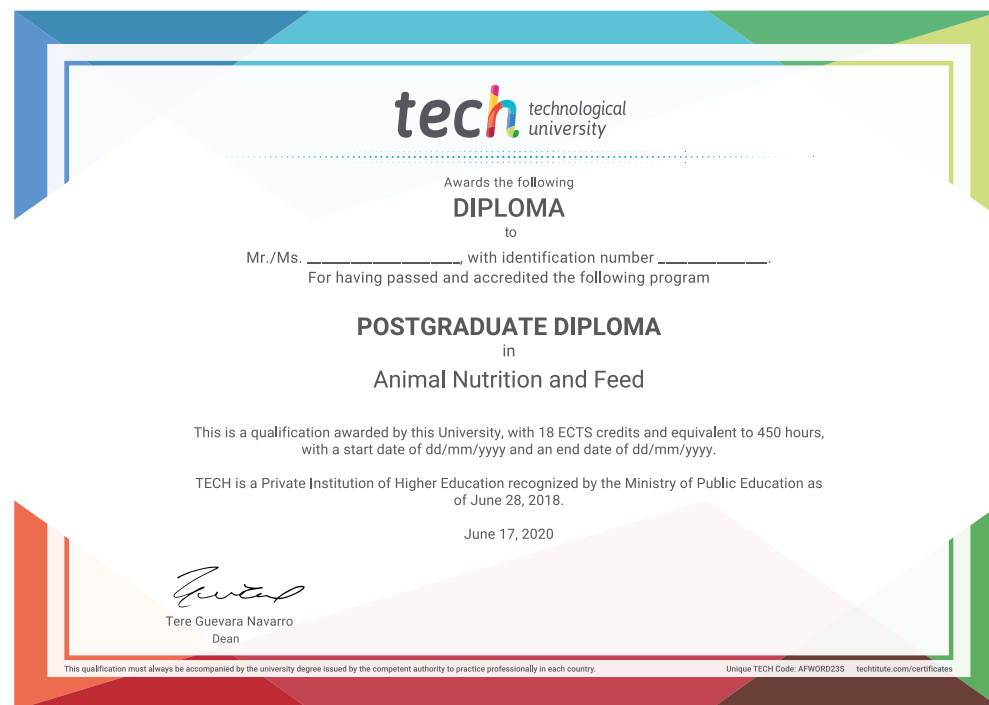 tech technological
university
Awards the following
DIPLOMA
to
Mr./Ms. ____________________, with identification number ______________.
For having passed and accredited the following program
POSTGRADUATE DIPLOMA
in
Animal Nutrition and Feed
This is a qualification awarded by this University, with 18 ECTS credits and equivalent to 450 hours,
with a start date of dd/mm/yyyy and an end date of dd/mm/yyyy.
TECH is a Private Institution of Higher Education recognized by the Ministry of Public Education as
of June 28, 2018.
June 17, 2020
Tere Guevara Navarro
Dean
This qualification must always be accompanied by the university degree issued by the competent authority to practice professionally in each country.
Unique TECH Code: AFWORD23S techtitute.com/certificates